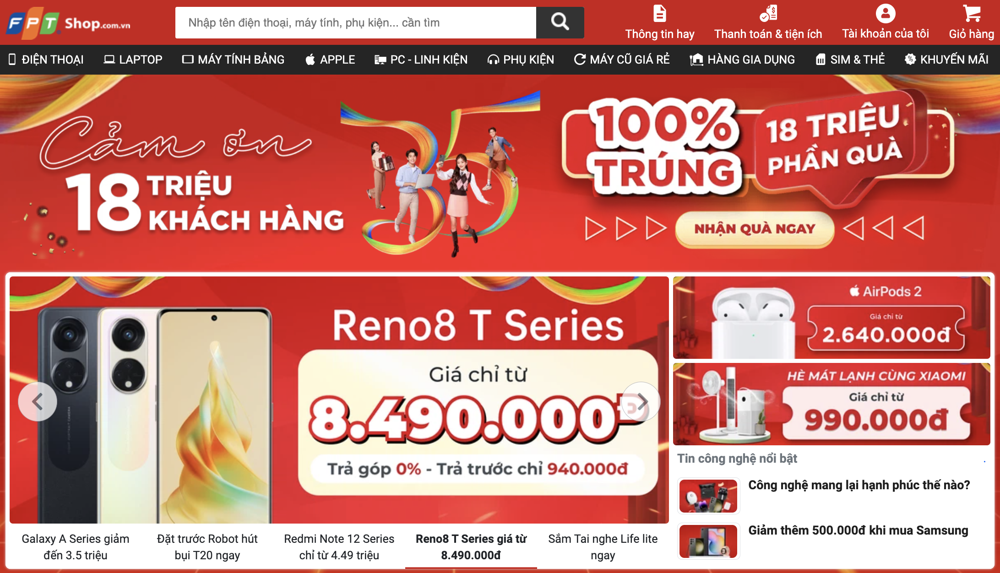 FPT Shop.com.vn
Nhập tên điện thoại, máy tính, phụ kiện... cần tìm
Thông tin hay
Thanh toán & tiện ích
Tài khoản của tôi
Giỏ hàng
ĐIỆN THOẠI
LAPTOP
MÁY TÍNH BẢNG
APPLE
PC - LINH KIỆN
PHỤ KIỆN
MÁY CŨ GIÁ RẺ
HÀNG GIA DỤNG
SIM & THẺ
KHUYẾN MÃI
Cảm ơn
18 TRIỆU
KHÁCH HÀNG
35
100%
TRÚNG
18 TRIỆU
PHẦN QUÀ
NHẬN QUÀ NGAY
Reno8 T Series
Giá chỉ từ
8.490.000Đ
Trả góp 0% - Trả trước chỉ 940.000đ
AirPods 2
Giá chỉ từ
2.640.000đ
HÈ MÁT LẠNH CÙNG XIAOMI
Giá chỉ từ
990.000đ
Tin công nghệ nổi bật
Công nghệ mang lại hạnh phúc thế nào?
Giảm thêm 500.000đ khi mua Samsung
Galaxy A Series giảm
đến 3.5 triệu
Đặt trước Robot hút
bụi T20 ngay
Redmi Note 12 Series
chỉ từ 4.49 triệu
Reno8 T Series giá từ
8.490.000đ
Sắm Tai nghe Life lite
ngay